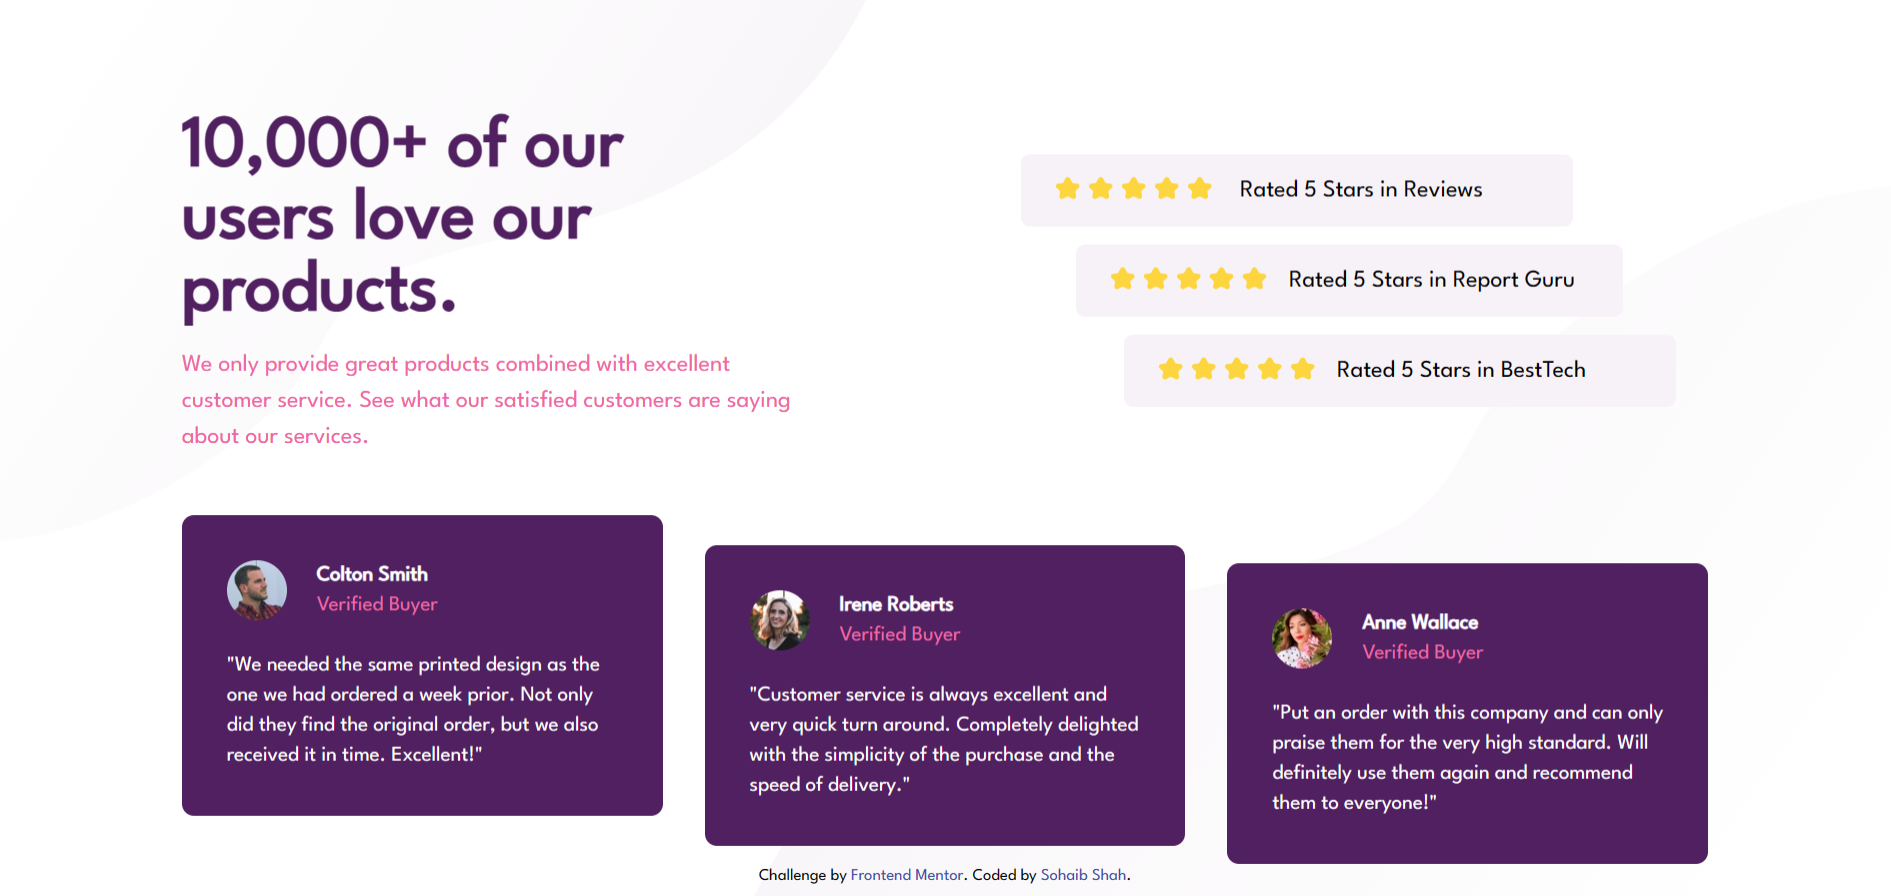 10,000+ of our
users love our
products.
We only provide great products combined with excellent
customer service. See what our satisfied customers are saying
about our services.
Rated 5 Stars in Reviews
Rated 5 Stars in Report Guru
Rated 5 Stars in BestTech
Colton Smith
Verified Buyer
"We needed the same printed design as the
one we had ordered a week prior. Not only
did they find the original order, but we also
received it in time. Excellent!"
Irene Roberts
Verified Buyer
"Customer service is always excellent and
very quick turn around. Completely delighted
with the simplicity of the purchase and the
speed of delivery."
Anne Wallace
Verified Buyer
"Put an order with this company and can only
praise them for the very high standard. Will
definitely use them again and recommend
them to everyone!"
Challenge by Frontend Mentor. Coded by Sohaib Shah.